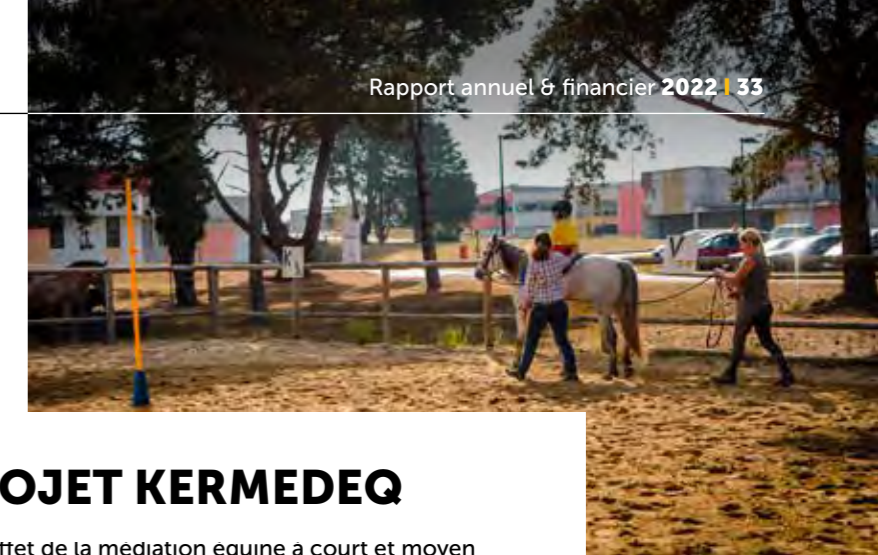 Rapport annuel & financier 2022 | 33
K
V
OJET KERMEDEQ
ffet de la médiation équine à court et moyen